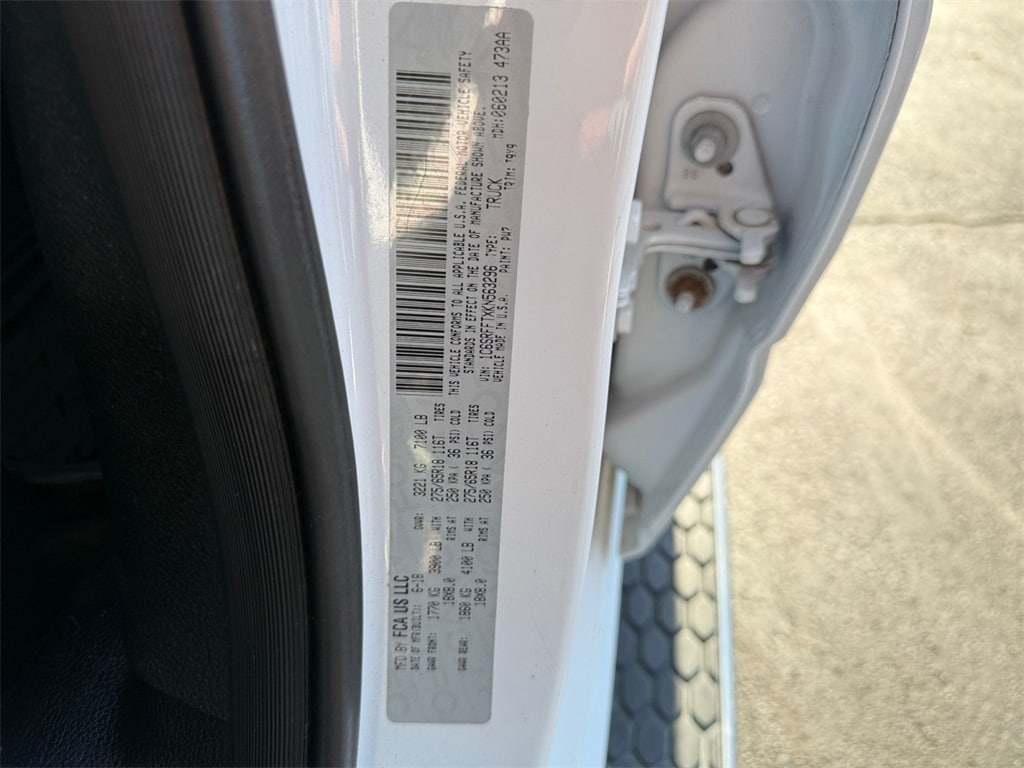 MFD BY FCA US LLC
DATE OF MFR(BUILT): 6-18 GVWR: 3221 KG 7100 LB
GAWR FRONT: 1770 KG 3900 LB WITH 275/65R18 116T TIRES
18X8.0 RIMS AT 250 KPA ( 36 PSI) COLD
GAWR REAR: 1860 KG 4100 LB WITH 275/65R18 116T TIRES
18X8.0 RIMS AT 250 KPA ( 36 PSI) COLD
THIS VEHICLE CONFORMS TO ALL APPLICABLE U.S.A. FEDERAL MOTOR VEHICLE SAFETY
STANDARDS IN EFFECT ON THE DATE OF MANUFACTURE SHOWN ABOVE.
VIN: 1C6SRFFTXKN563296 TYPE: TRUCK MDH:060213 473AA
VEHICLE MADE IN U.S.A. PAINT: PW7 TRIM: T9Y9